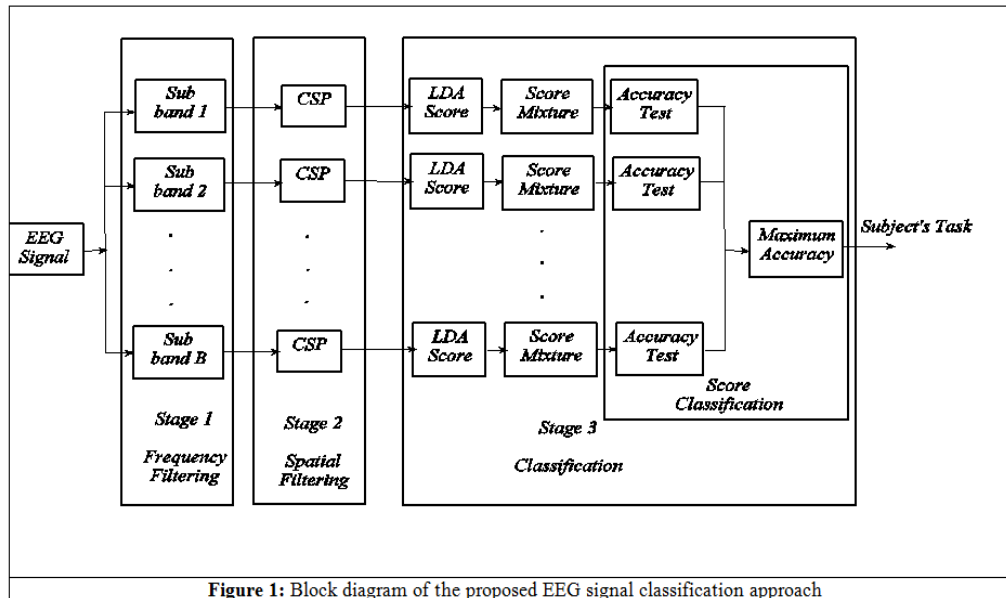 Sub
band 1
CSP
LDA
Score
Score
Mixture
Accuracy
Test
Sub
band 2
CSP
LDA
Score
Score
Mixture
Accuracy
Test
EEG
Signal
Maximum
Accuracy
Subject's Task
Sub
band B
CSP
LDA
Score
Score
Mixture
Accuracy
Test
Score
Classification
Stage 1
Frequency
Filtering
Stage 2
Spatial
Filtering
Stage 3
Classification
Figure 1: Block diagram of the proposed EEG signal classification approach